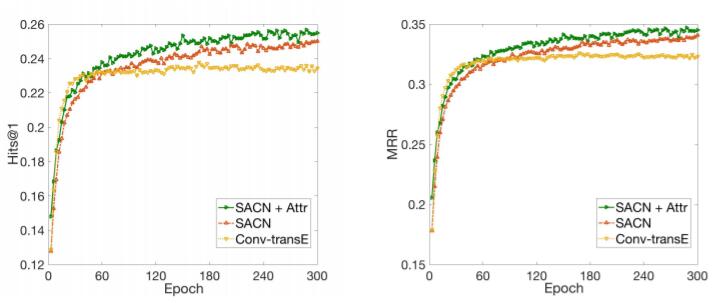 0.26
0.24
0.22
0.2
0.18
0.16
0.14
0.12
Hits@1
0
60
120
180
240
300
Epoch
SACN + Attr
SACN
Conv-transE
0.35
0.3
0.25
0.2
0.15
MRR
0
60
120
180
240
300
Epoch
SACN + Attr
SACN
Conv-transE